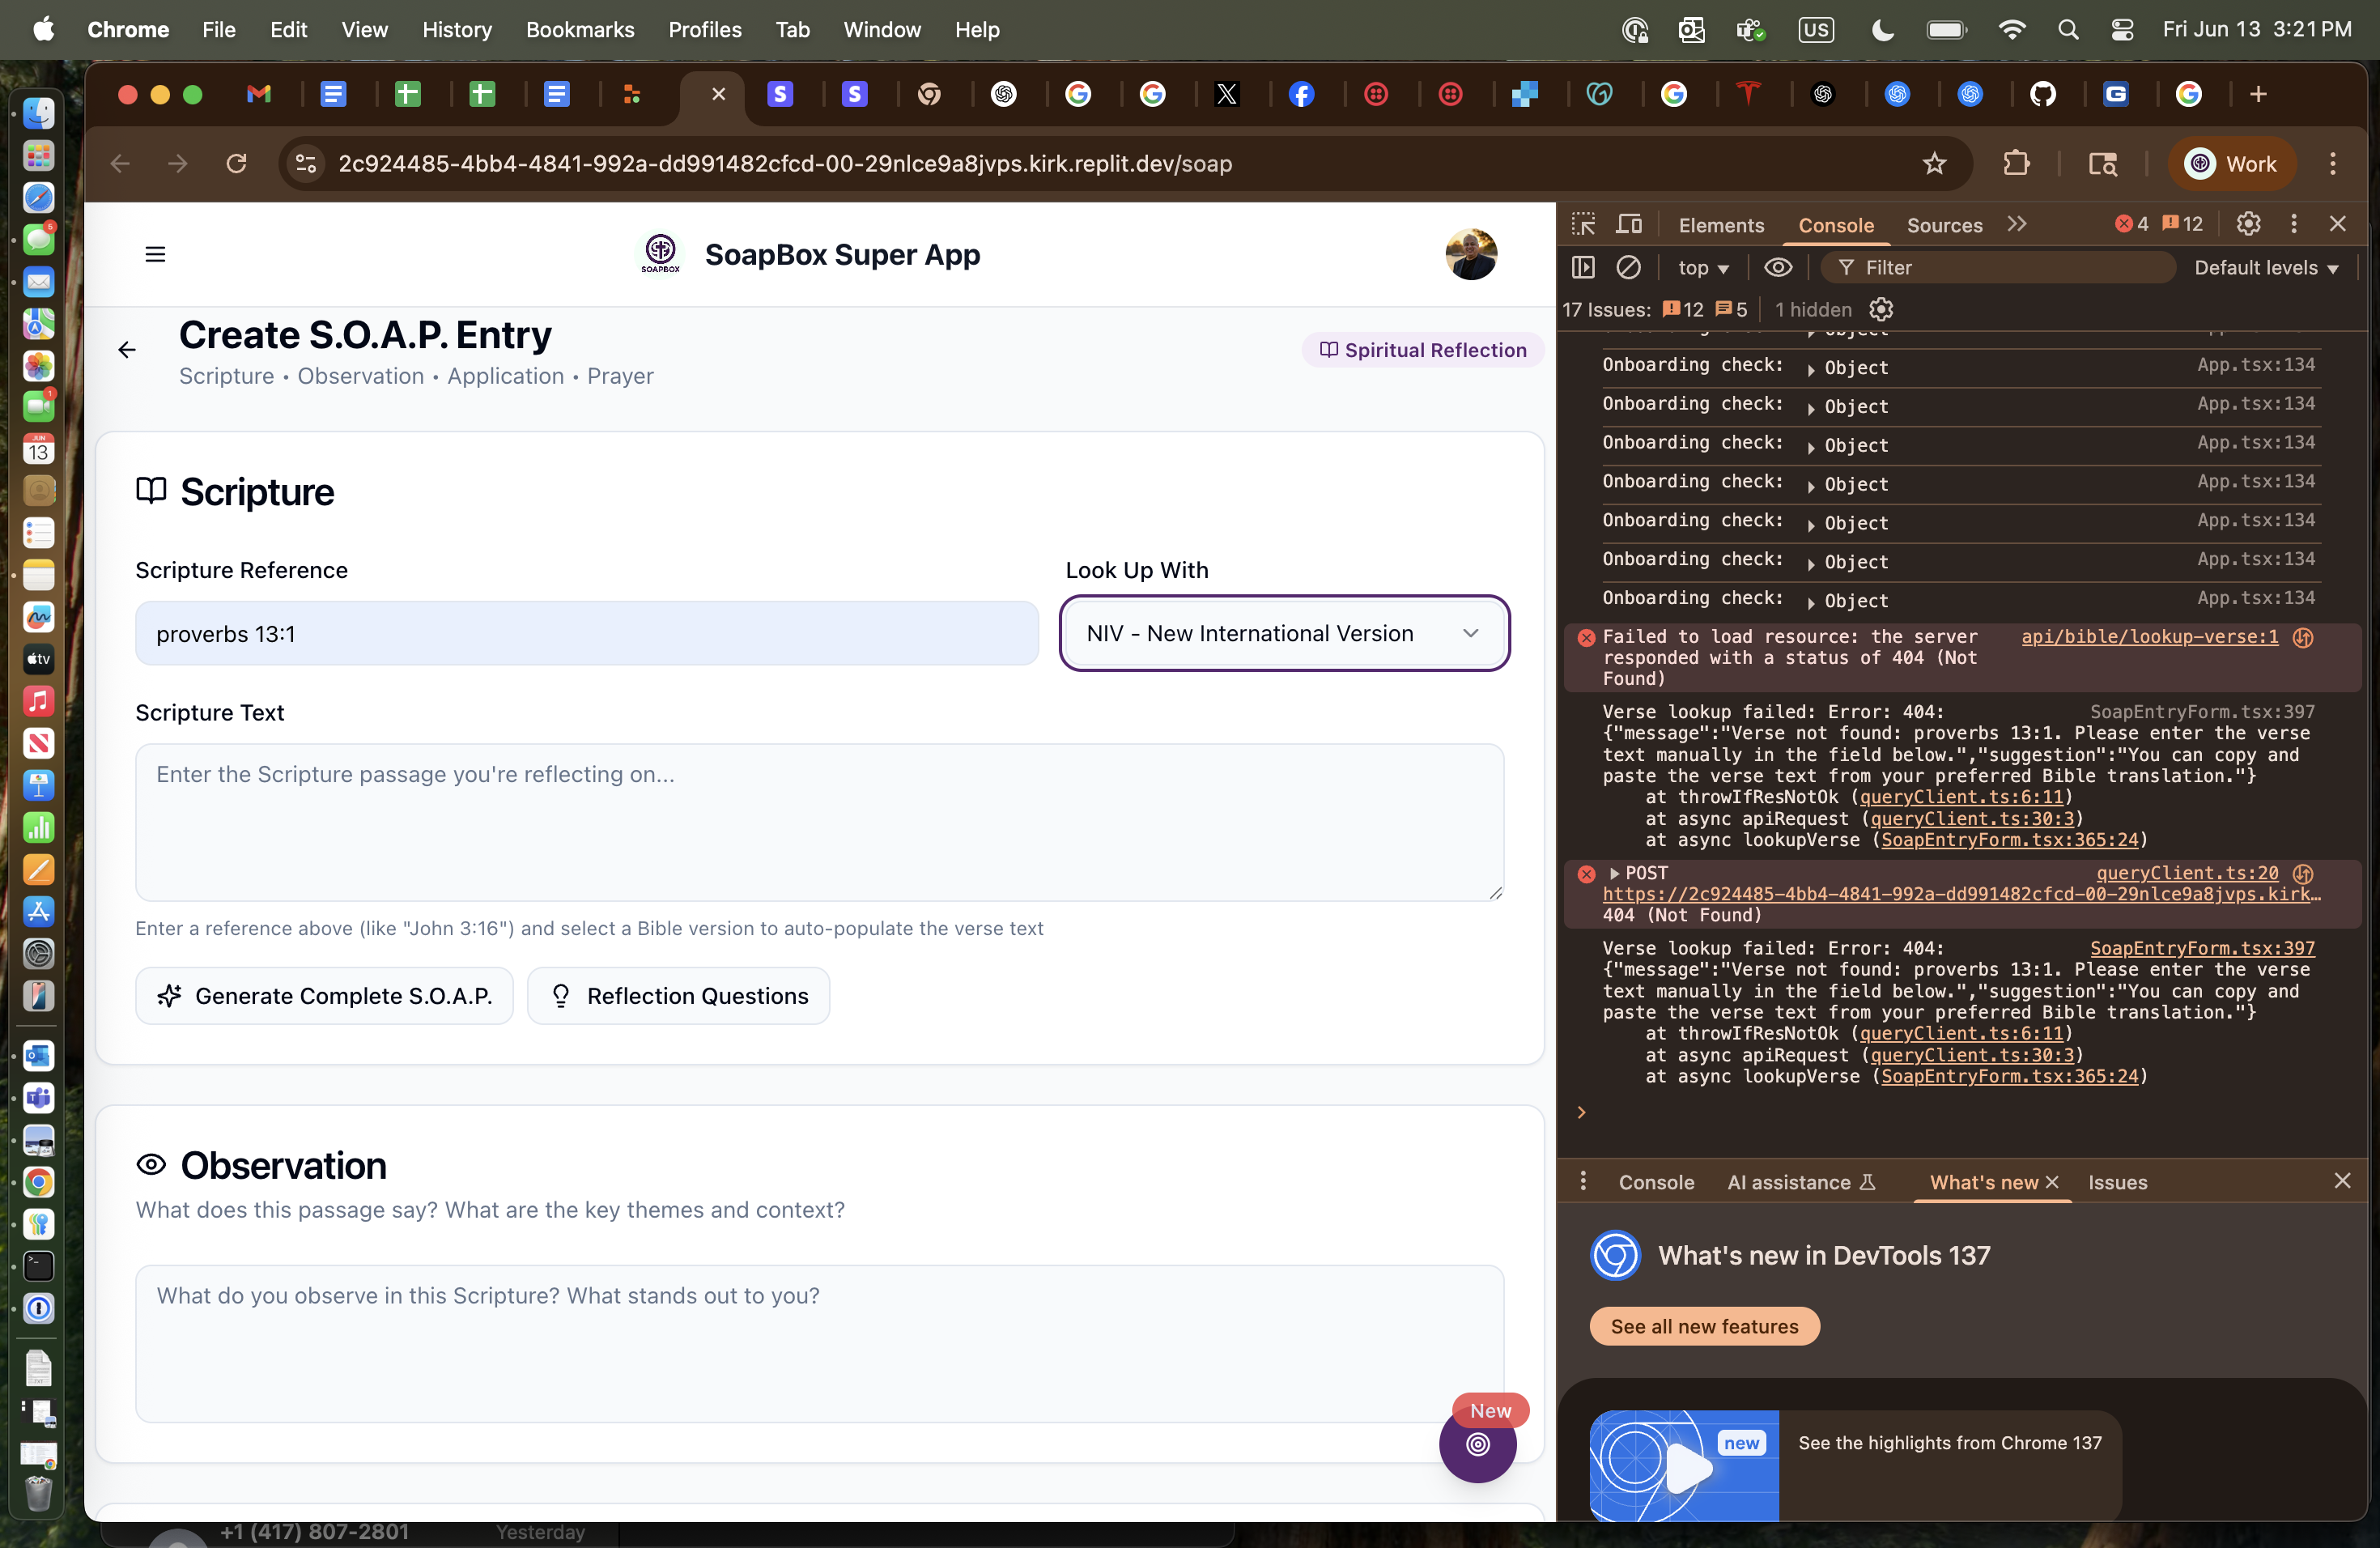 Chrome File Edit View History Bookmarks Profiles Tab Window Help
US
Fri Jun 13 3:21 PM
2c924485-4bb4-4841-992a-dd991482cfcd-00-29nlce9a8jvps.kirk.replit.dev/soap
Work
SOAPBOX
SoapBox Super App
Create S.O.A.P. Entry
Scripture • Observation • Application • Prayer
Spiritual Reflection
Scripture
Scripture Reference
Look Up With
proverbs 13:1
NIV - New International Version
Scripture Text
Enter the Scripture passage you're reflecting on...
Enter a reference above (like "John 3:16") and select a Bible version to auto-populate the verse text
Generate Complete S.O.A.P.
Reflection Questions
Observation
What does this passage say? What are the key themes and context?
What do you observe in this Scripture? What stands out to you?
New
Elements Console Sources
4 12
top
Filter
Default levels
17 Issues: 12 5 1 hidden
Onboarding check: Object App.tsx:134
Onboarding check: Object App.tsx:134
Onboarding check: Object App.tsx:134
Onboarding check: Object App.tsx:134
Onboarding check: Object App.tsx:134
Onboarding check: Object App.tsx:134
Onboarding check: Object App.tsx:134
Failed to load resource: the server api/bible/lookup-verse:1
responded with a status of 404 (Not
Found)
Verse lookup failed: Error: 404: SoapEntryForm.tsx:397
{"message":"Verse not found: proverbs 13:1. Please enter the verse
text manually in the field below.","suggestion":"You can copy and
paste the verse text from your preferred Bible translation."}
at throwIfResNotOk (queryClient.ts:6:11)
at async apiRequest (queryClient.ts:30:3)
at async lookupVerse (SoapEntryForm.tsx:365:24)
POST queryClient.ts:20
https://2c924485-4bb4-4841-992a-dd991482cfcd-00-29nlce9a8jvps.kirk…
404 (Not Found)
Verse lookup failed: Error: 404: SoapEntryForm.tsx:397
{"message":"Verse not found: proverbs 13:1. Please enter the verse
text manually in the field below.","suggestion":"You can copy and
paste the verse text from your preferred Bible translation."}
at throwIfResNotOk (queryClient.ts:6:11)
at async apiRequest (queryClient.ts:30:3)
at async lookupVerse (SoapEntryForm.tsx:365:24)
Console AI assistance What's new Issues
What's new in DevTools 137
See all new features
new
See the highlights from Chrome 137
5
1
JUN
13
tv
+1 (417) 807-2801
Yesterday